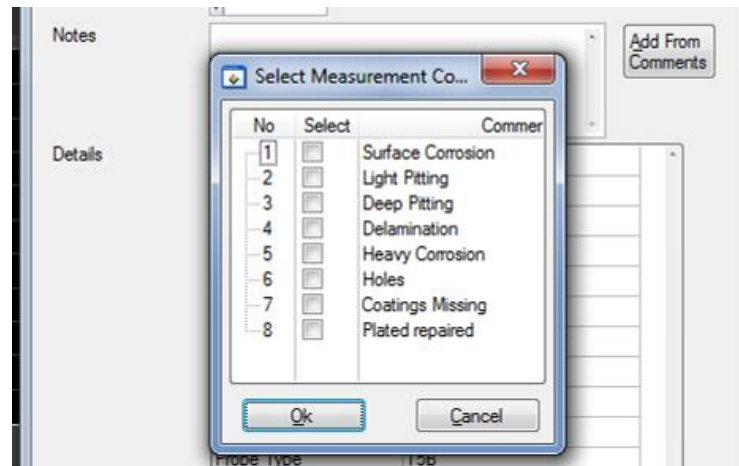 Notes
Add From
Comments
Select Measurement Co...
No Select Commer
1 Surface Corrosion
2 Light Pitting
3 Deep Pitting
Details
4 Delamination
5 Heavy Corrosion
6 Holes
7 Coatings Missing
8 Plated repaired
Ok Cancel
Probe Type T5B